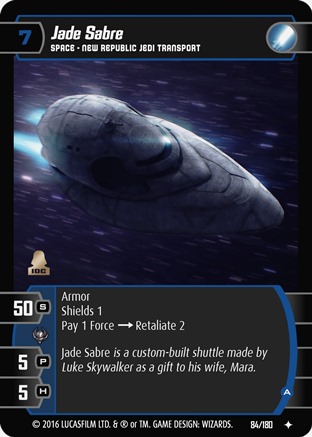 7
Jade Sabre
SPACE - NEW REPUBLIC JEDI TRANSPORT
IDC
50 S
5 P
5 H
Armor
Shields 1
Pay 1 Force → Retaliate 2
Jade Sabre is a custom-built shuttle made by
Luke Skywalker as a gift to his wife, Mara.
A
© 2016 LUCASFILM LTD. & ® or TM. GAME DESIGN: WIZARDS.
84/180